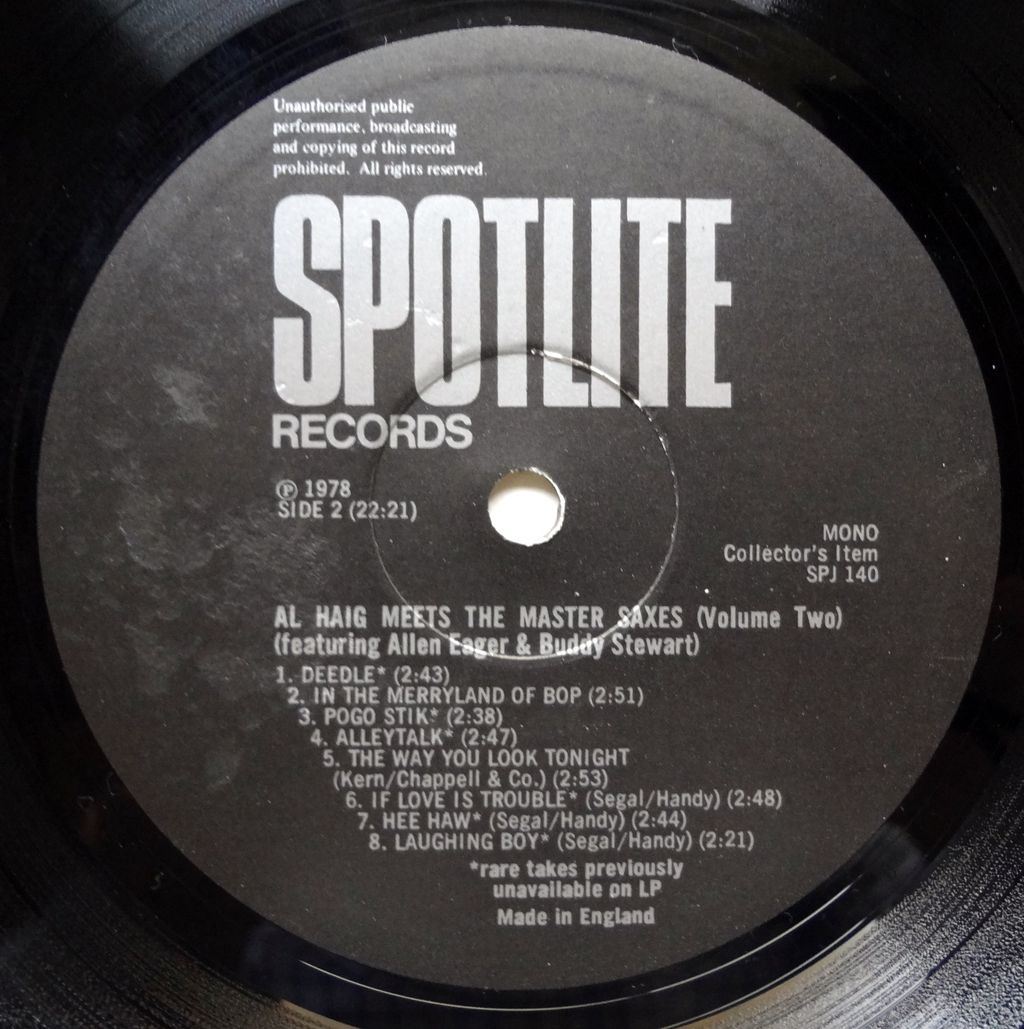 Unauthorised public
performance, broadcasting
and copying of this record
prohibited. All rights reserved.
SPOTLITE
RECORDS
℗ 1978
SIDE 2 (22:21)
MONO
Collector's Item
SPJ 140
AL HAIG MEETS THE MASTER SAXES (Volume Two)
(featuring Allen Eager & Buddy Stewart)
1. DEEDLE* (2:43)
2. IN THE MERRYLAND OF BOP (2:51)
3. POGO STIK* (2:38)
4. ALLEYTALK* (2:47)
5. THE WAY YOU LOOK TONIGHT
(Kern/Chappell & Co.) (2:53)
6. IF LOVE IS TROUBLE* (Segal/Handy) (2:48)
7. HEE HAW* (Segal/Handy) (2:44)
8. LAUGHING BOY* (Segal/Handy) (2:21)
*rare takes previously
unavailable on LP
Made in England